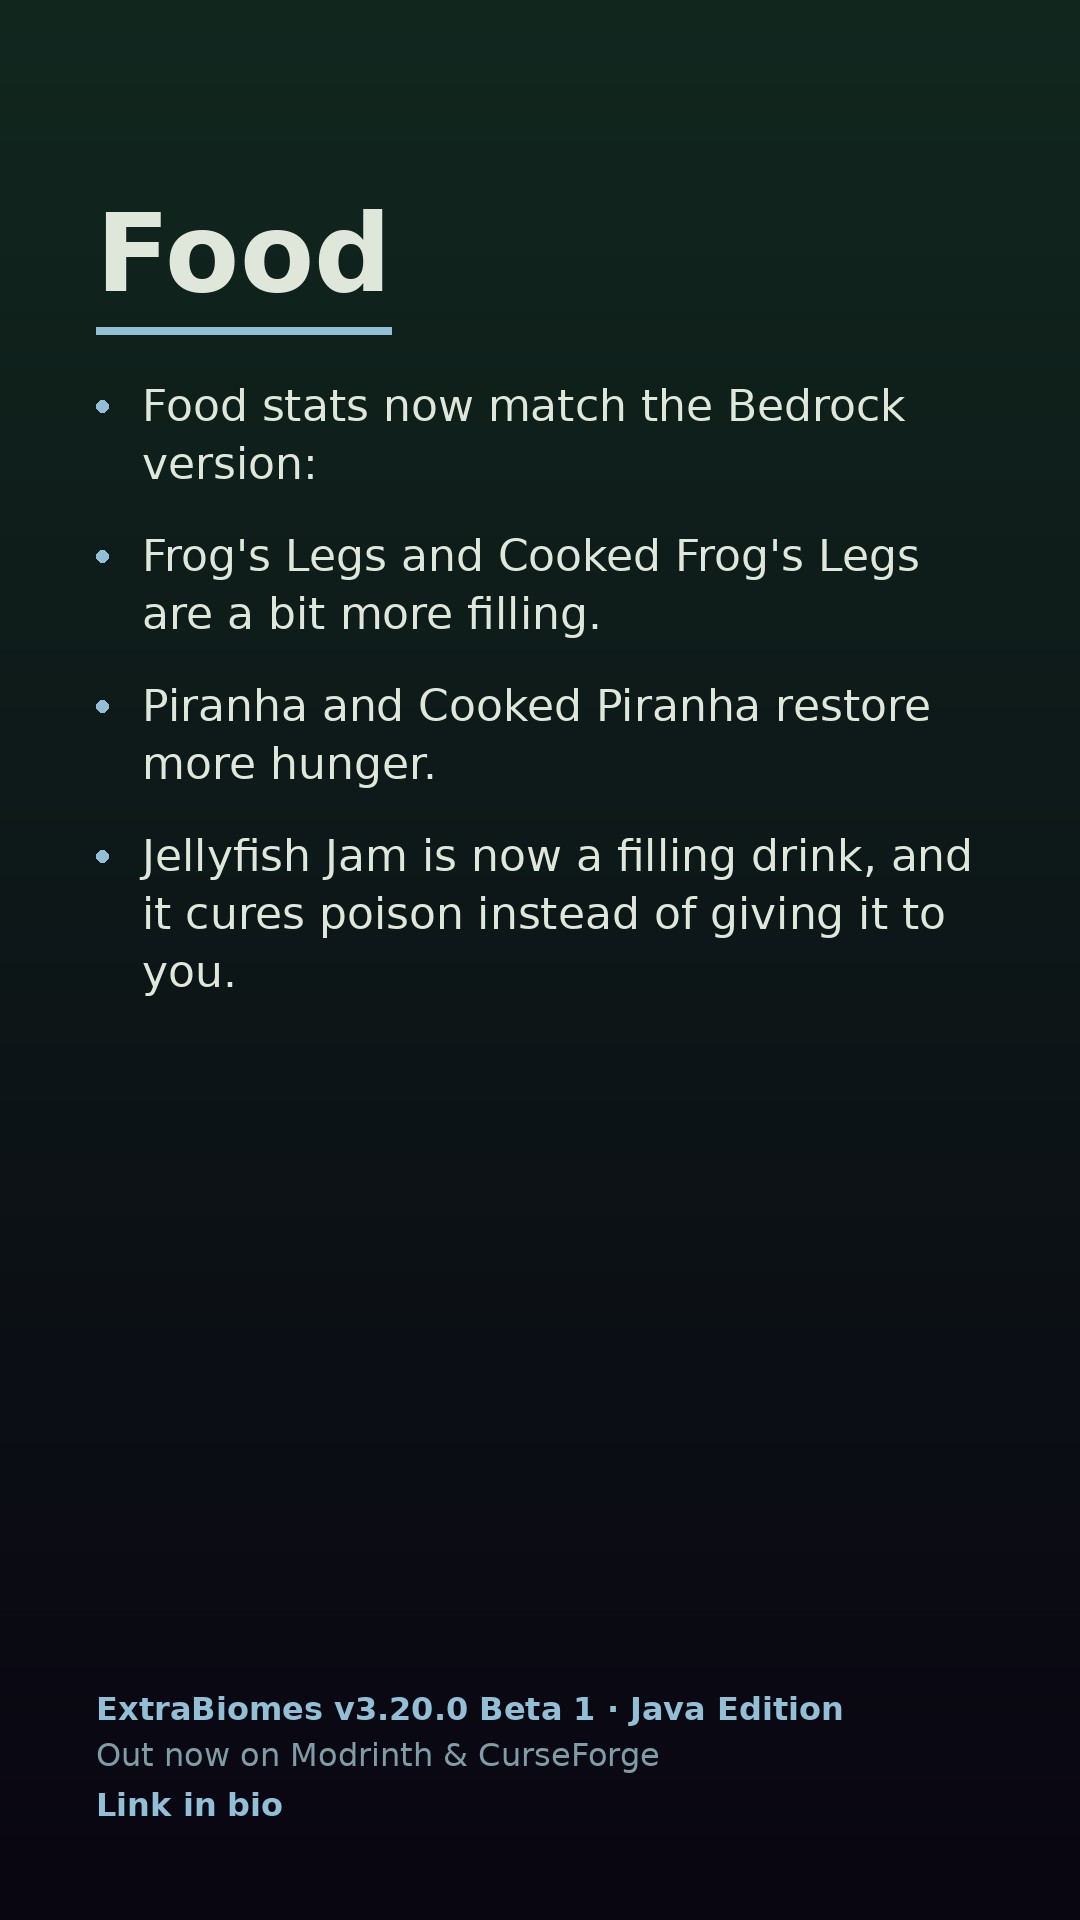 Food
• Food stats now match the Bedrock
version:
• Frog's Legs and Cooked Frog's Legs
are a bit more filling.
• Piranha and Cooked Piranha restore
more hunger.
• Jellyfish Jam is now a filling drink, and
it cures poison instead of giving it to
you.
ExtraBiomes v3.20.0 Beta 1 · Java Edition
Out now on Modrinth & CurseForge
Link in bio